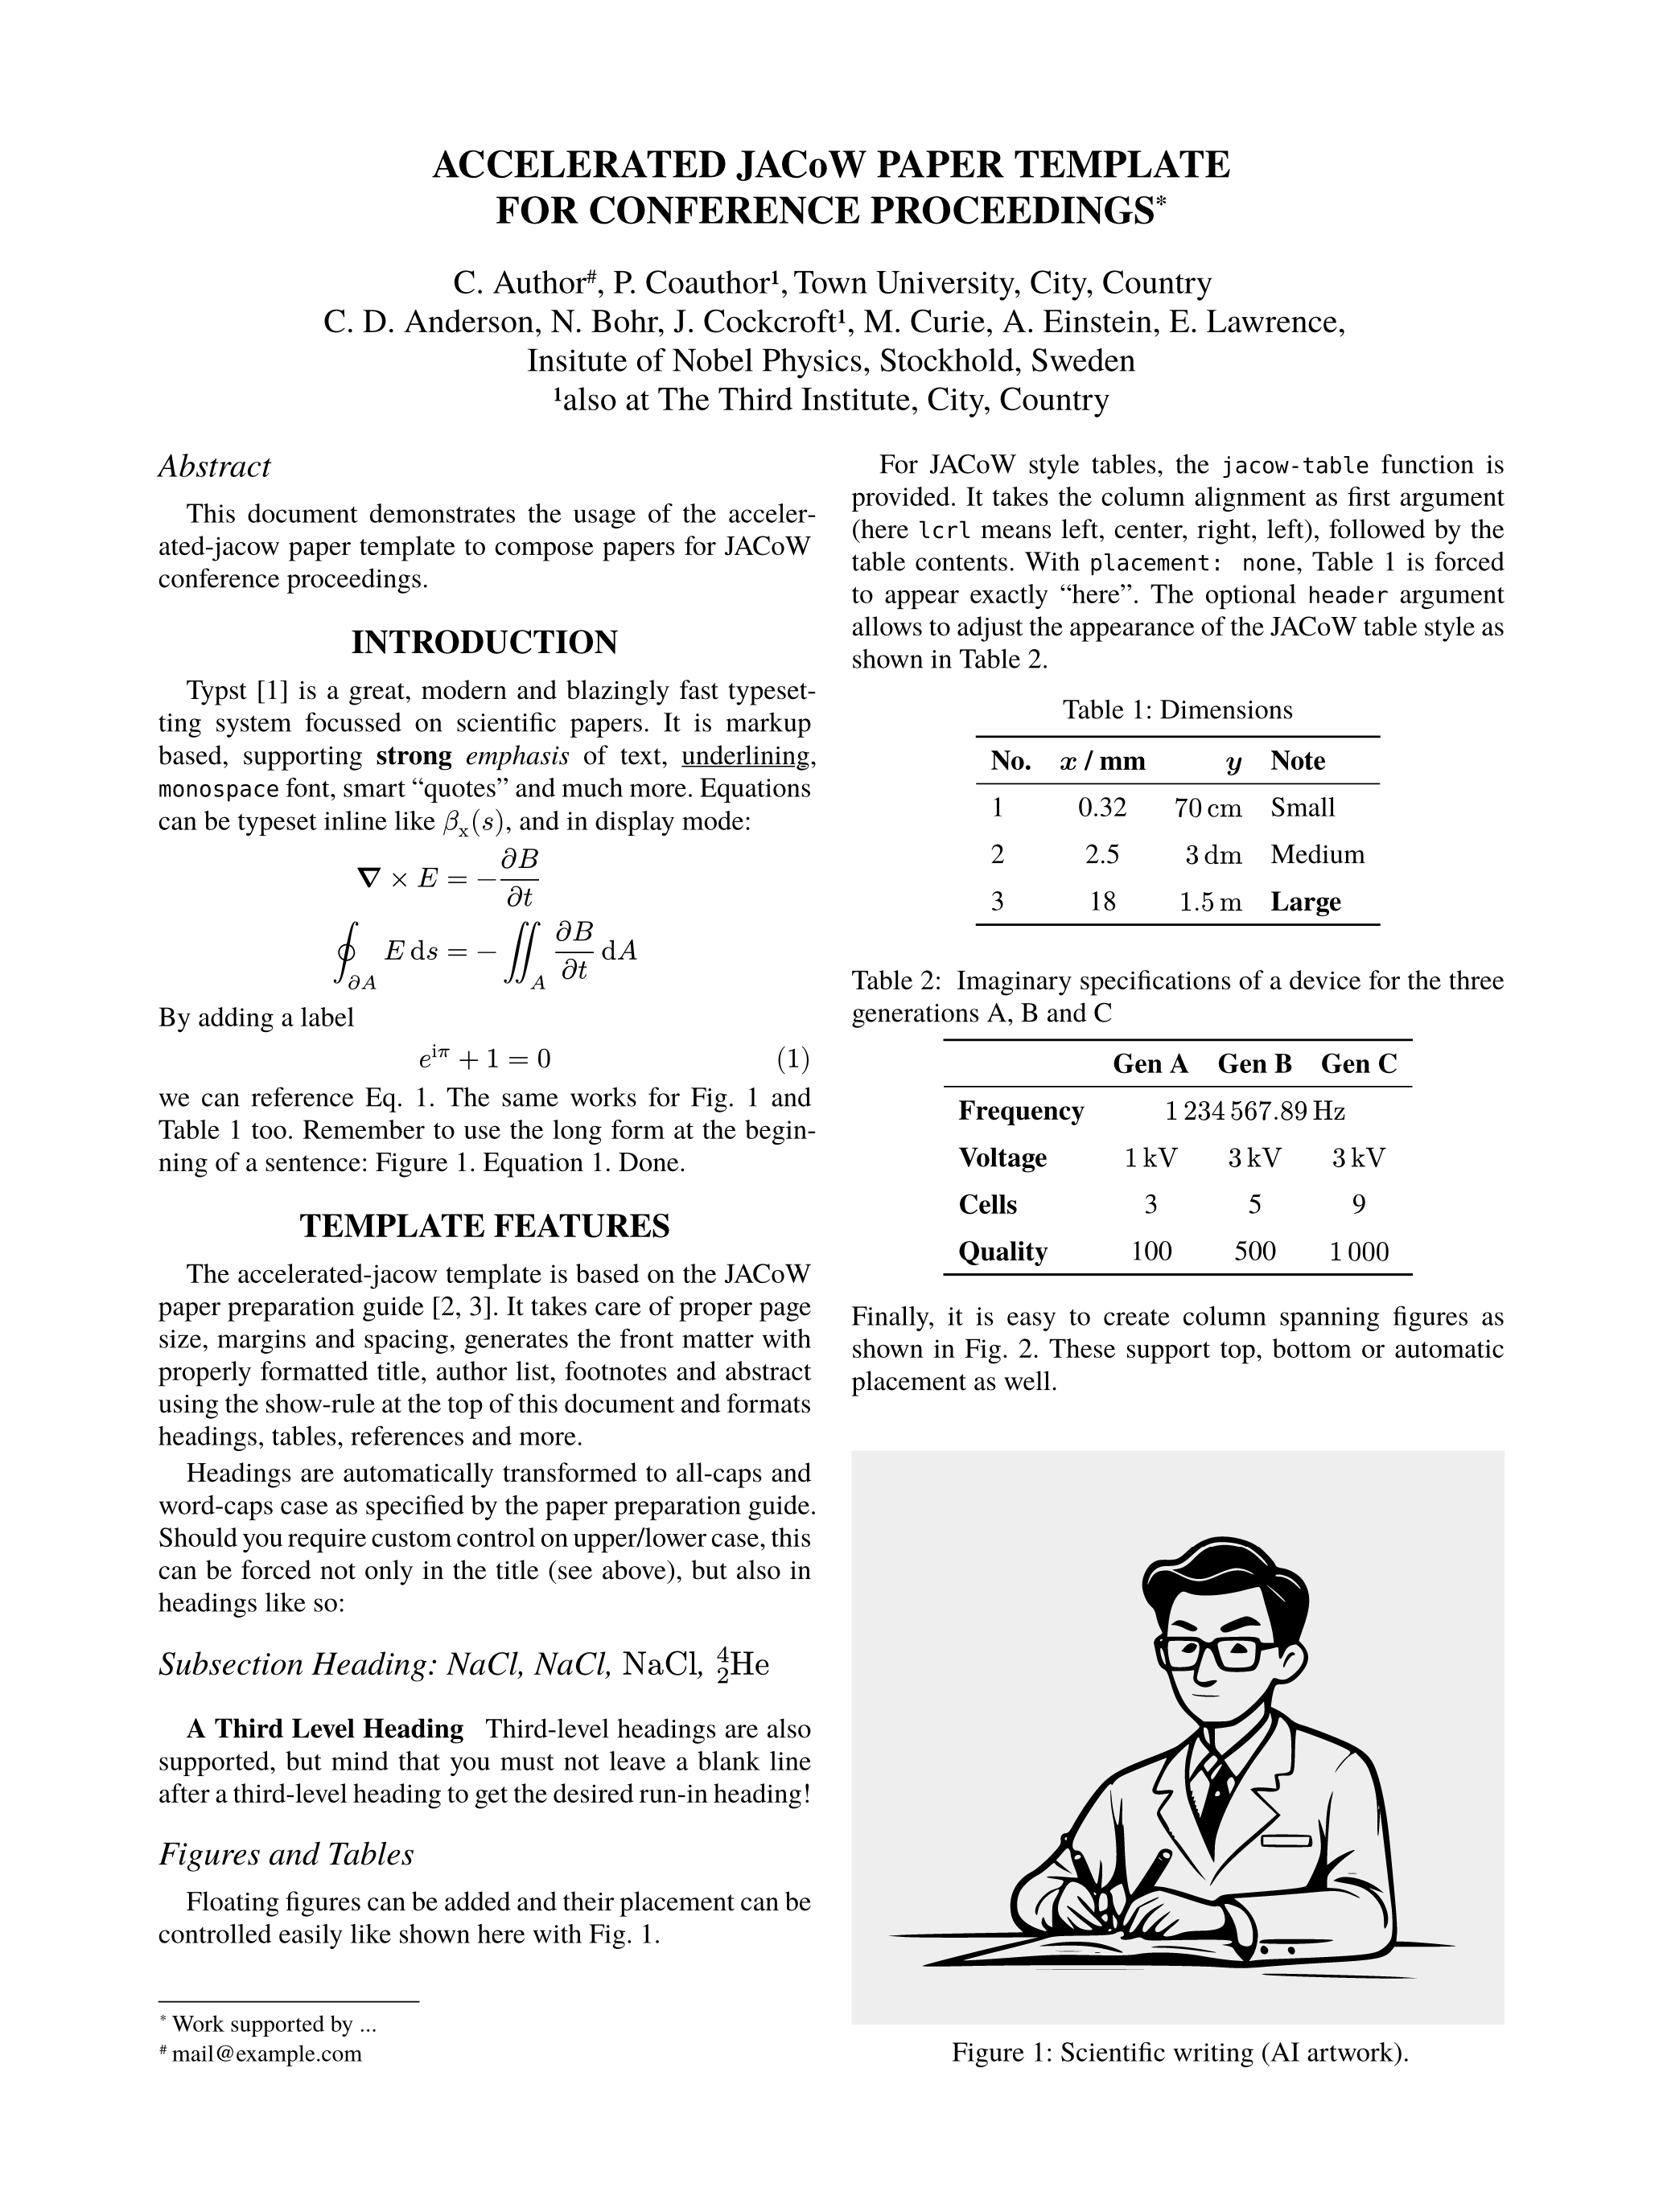 ACCELERATED JACoW PAPER TEMPLATE
FOR CONFERENCE PROCEEDINGS*
C. Author#, P. Coauthor¹, Town University, City, Country
C. D. Anderson, N. Bohr, J. Cockcroft¹, M. Curie, A. Einstein, E. Lawrence,
Insitute of Nobel Physics, Stockhold, Sweden
¹also at The Third Institute, City, Country
Abstract
This document demonstrates the usage of the acceler-
ated-jacow paper template to compose papers for JACoW
conference proceedings.
INTRODUCTION
Typst [1] is a great, modern and blazingly fast typeset-
ting system focussed on scientific papers. It is markup
based, supporting strong emphasis of text, underlining,
monospace font, smart “quotes” and much more. Equations
can be typeset inline like βₓ(s), and in display mode:
∇ × E = −∂B/∂t
∮_∂A E ds = −∬_A ∂B/∂t dA
By adding a label
e^iπ + 1 = 0 (1)
we can reference Eq. 1. The same works for Fig. 1 and
Table 1 too. Remember to use the long form at the begin-
ning of a sentence: Figure 1. Equation 1. Done.
TEMPLATE FEATURES
The accelerated-jacow template is based on the JACoW
paper preparation guide [2, 3]. It takes care of proper page
size, margins and spacing, generates the front matter with
properly formatted title, author list, footnotes and abstract
using the show-rule at the top of this document and formats
headings, tables, references and more.
Headings are automatically transformed to all-caps and
word-caps case as specified by the paper preparation guide.
Should you require custom control on upper/lower case, this
can be forced not only in the title (see above), but also in
headings like so:
Subsection Heading: NaCl, NaCl, NaCl, ⁴₂He
A Third Level Heading Third-level headings are also
supported, but mind that you must not leave a blank line
after a third-level heading to get the desired run-in heading!
Figures and Tables
Floating figures can be added and their placement can be
controlled easily like shown here with Fig. 1.
* Work supported by ...
# mail@example.com
For JACoW style tables, the jacow-table function is
provided. It takes the column alignment as first argument
(here lcrl means left, center, right, left), followed by the
table contents. With placement: none, Table 1 is forced
to appear exactly “here”. The optional header argument
allows to adjust the appearance of the JACoW table style as
shown in Table 2.
Table 1: Dimensions
No. x / mm y Note
1 0.32 70 cm Small
2 2.5 3 dm Medium
3 18 1.5 m Large
Table 2: Imaginary specifications of a device for the three
generations A, B and C
Gen A Gen B Gen C
Frequency 1 234 567.89 Hz
Voltage 1 kV 3 kV 3 kV
Cells 3 5 9
Quality 100 500 1 000
Finally, it is easy to create column spanning figures as
shown in Fig. 2. These support top, bottom or automatic
placement as well.
Figure 1: Scientific writing (AI artwork).